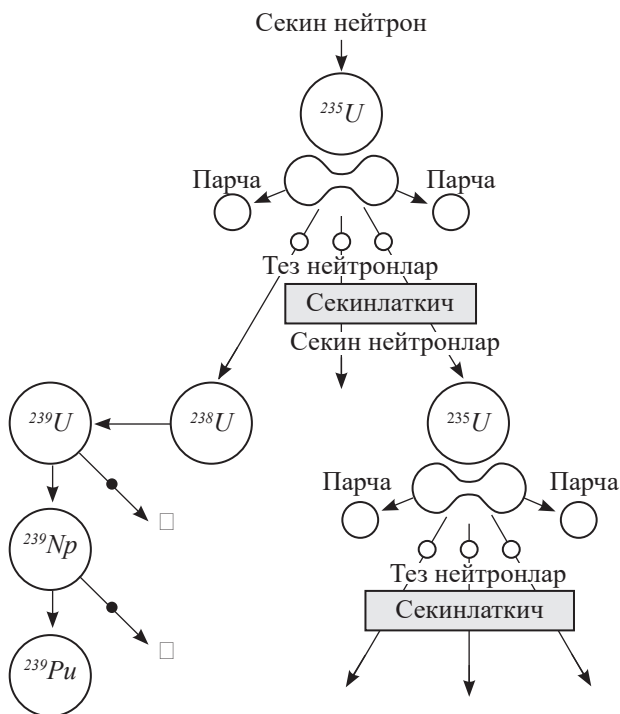 Секин нейтрон
²³⁵U
Парча
Парча
Тез нейтронлар
Секинлаткич
Секин нейтронлар
²³⁹U
²³⁸U
²³⁵U
Парча
Парча
²³⁹Np
Тез нейтронлар
Секинлаткич
²³⁹Pu